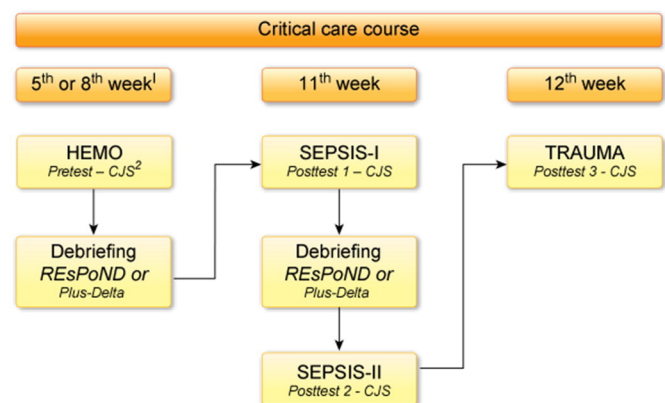 Critical care course
5th or 8th week¹
11th week
12th week
HEMO
Pretest – CJS²
Debriefing
REsPoND or
Plus-Delta
SEPSIS-I
Posttest 1 – CJS
Debriefing
REsPoND or
Plus-Delta
SEPSIS-II
Posttest 2 - CJS
TRAUMA
Posttest 3 - CJS